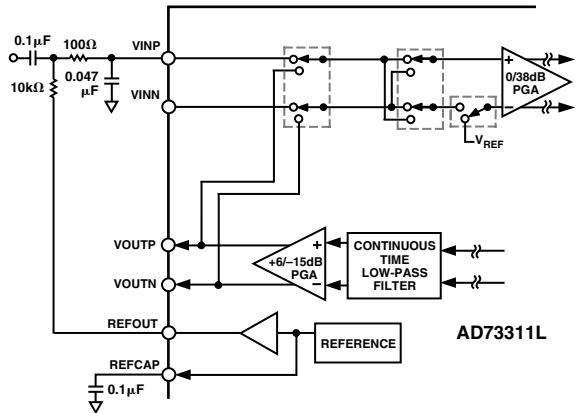 0.1μF
100Ω
VINP
10kΩ
0.047
μF
VINN
+
0/38dB
PGA
−
VREF
VOUTP
+
+6/−15dB
PGA
−
CONTINUOUS
TIME
LOW-PASS
FILTER
VOUTN
REFOUT
REFERENCE
AD73311L
REFCAP
0.1μF